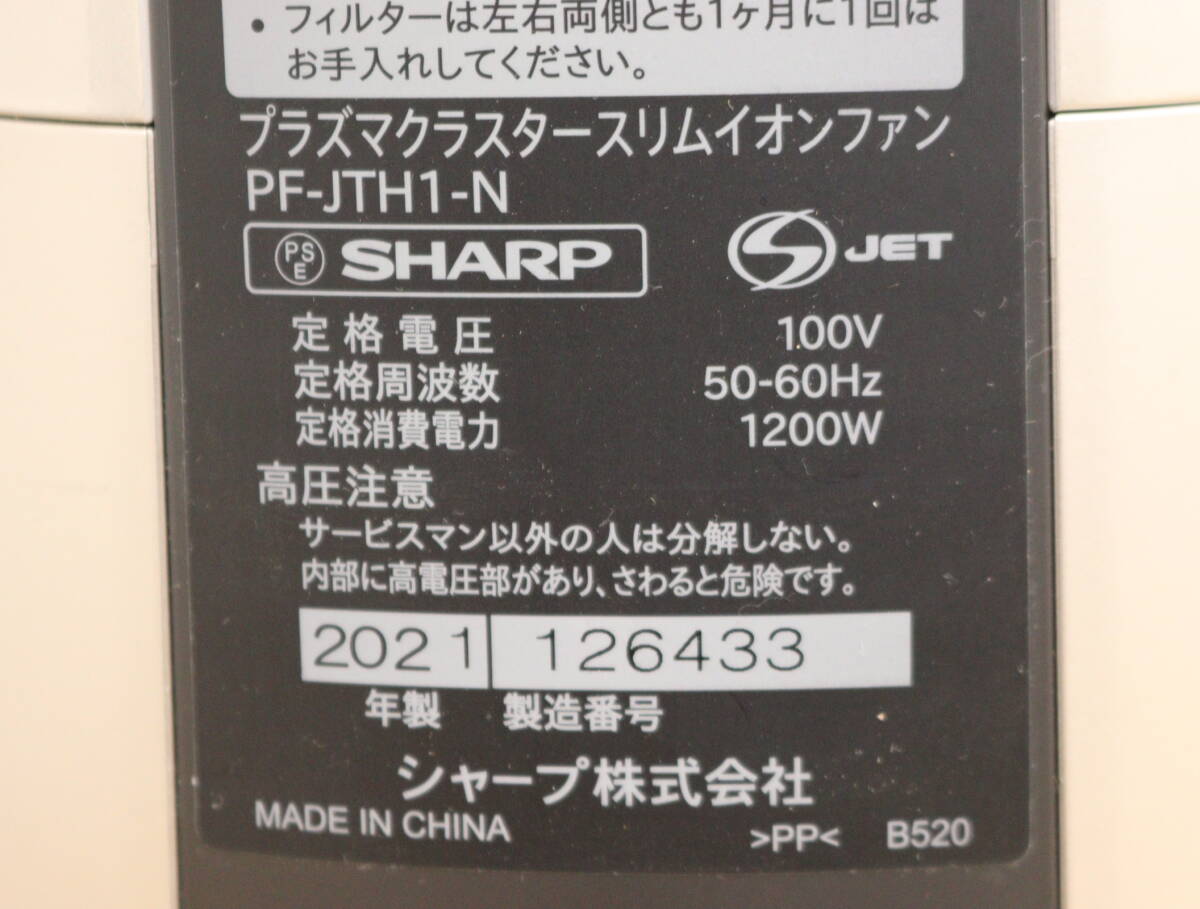 • フィルターは左右両側とも1ヶ月に1回は
お手入れしてください。
プラズマクラスタースリムイオンファン
PF-JTH1-N
PS E SHARP
S JET
定格電圧 100V
定格周波数 50-60Hz
定格消費電力 1200W
高圧注意
サービスマン以外の人は分解しない。
内部に高電圧部があり、さわると危険です。
2021 126433
年製 製造番号
シャープ株式会社
MADE IN CHINA >PP< B520